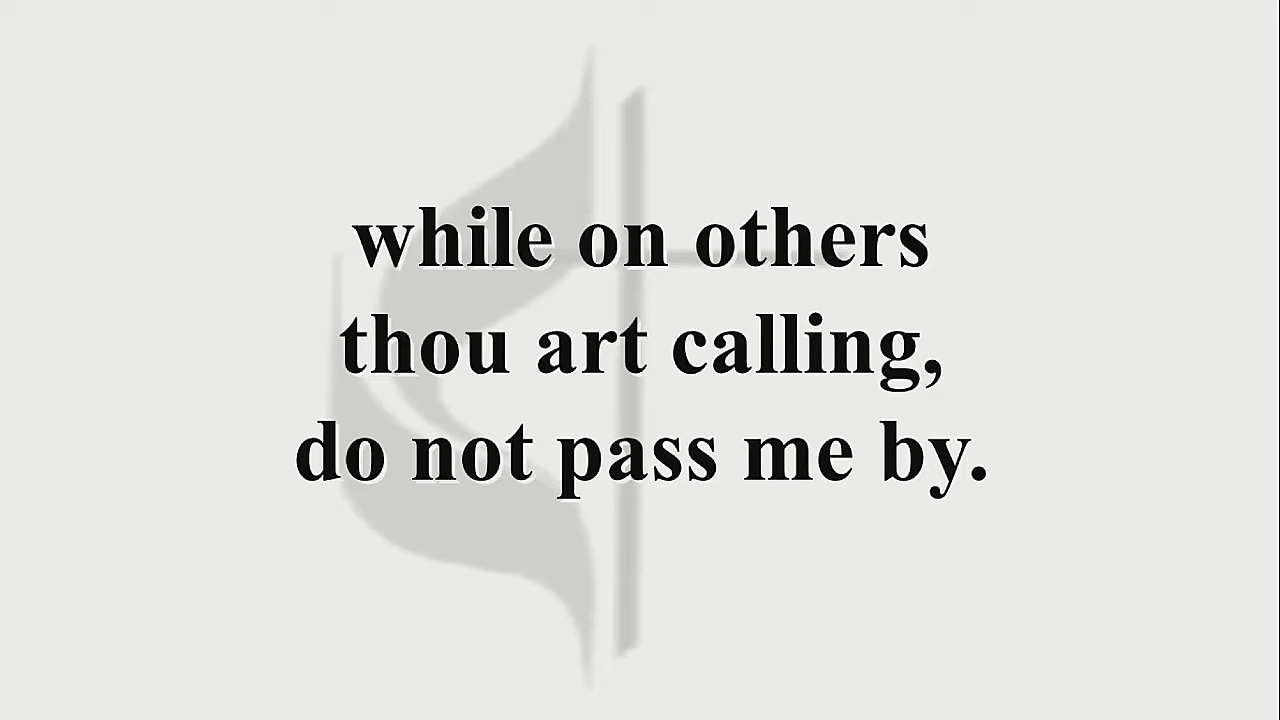 while on others
thou art calling,
do not pass me by.